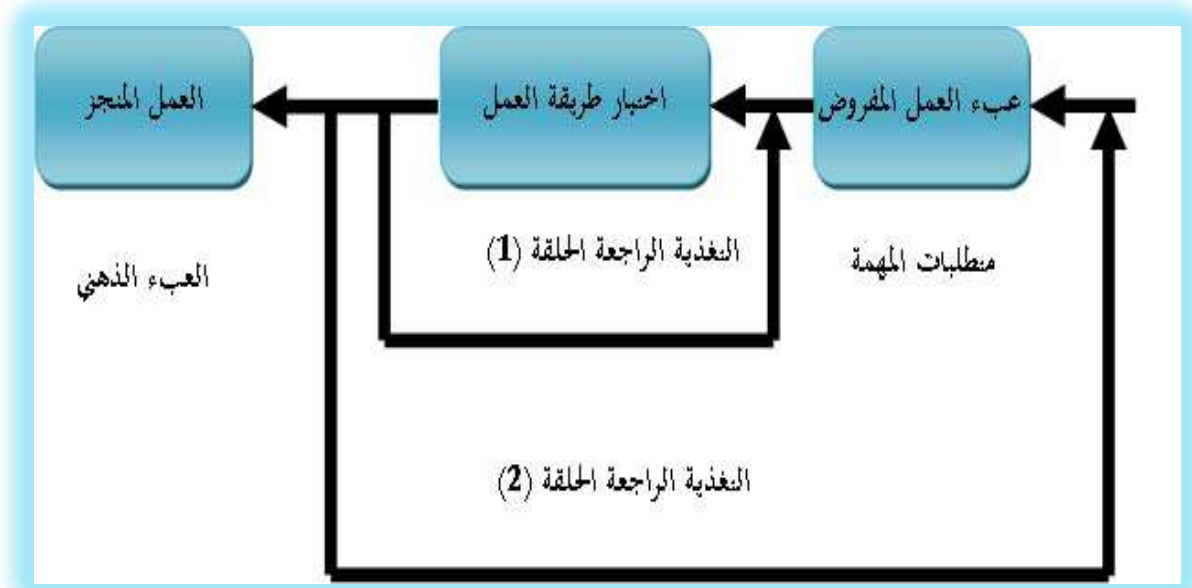 عبء العمل المفروض
اختبار طريقة العمل
العمل المنجز
متطلبات المهمة
التغذية الراجعة الحلقة (1)
العبء الذهني
التغذية الراجعة الحلقة (2)